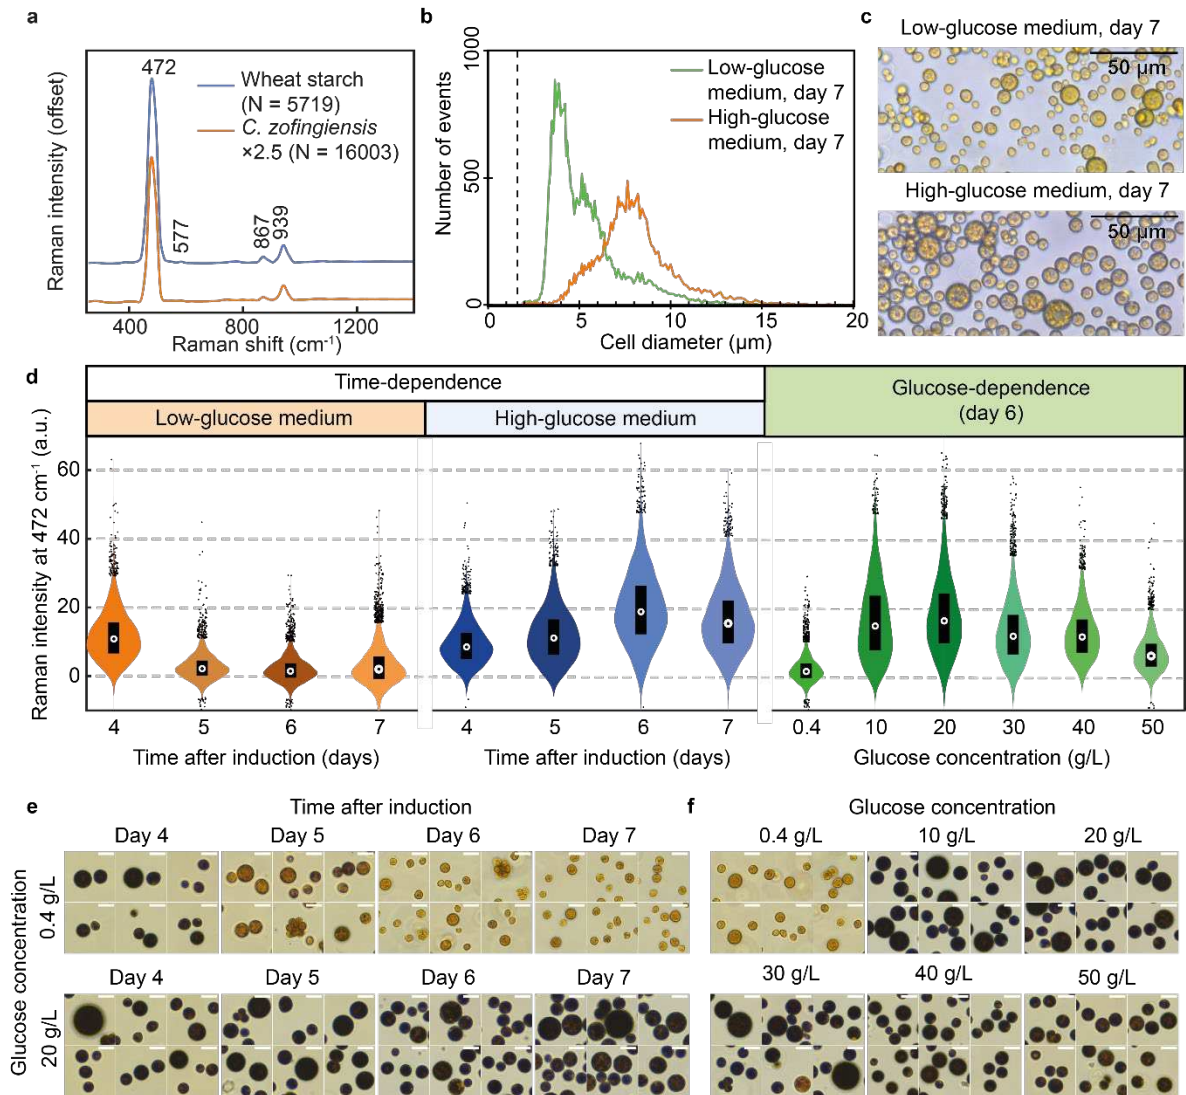 a
472
Wheat starch
(N = 5719)
C. zofingiensis
×2.5 (N = 16003)
577
867
939
Raman intensity (offset)
400
800
1200
Raman shift (cm⁻¹)
b
1000
500
0
Number of events
Low-glucose
medium, day 7
High-glucose
medium, day 7
0
5
10
15
20
Cell diameter (µm)
c
Low-glucose medium, day 7
50 µm
High-glucose medium, day 7
50 µm
d
Time-dependence
Glucose-dependence
(day 6)
Low-glucose medium
High-glucose medium
Raman intensity at 472 cm⁻¹ (a.u.)
60
40
20
0
4 5 6 7
4 5 6 7
0.4 10 20 30 40 50
Time after induction (days)
Time after induction (days)
Glucose concentration (g/L)
e
Time after induction
Day 4 Day 5 Day 6 Day 7
Glucose concentration
0.4 g/L
Day 4 Day 5 Day 6 Day 7
20 g/L
f
Glucose concentration
0.4 g/L 10 g/L 20 g/L
30 g/L 40 g/L 50 g/L